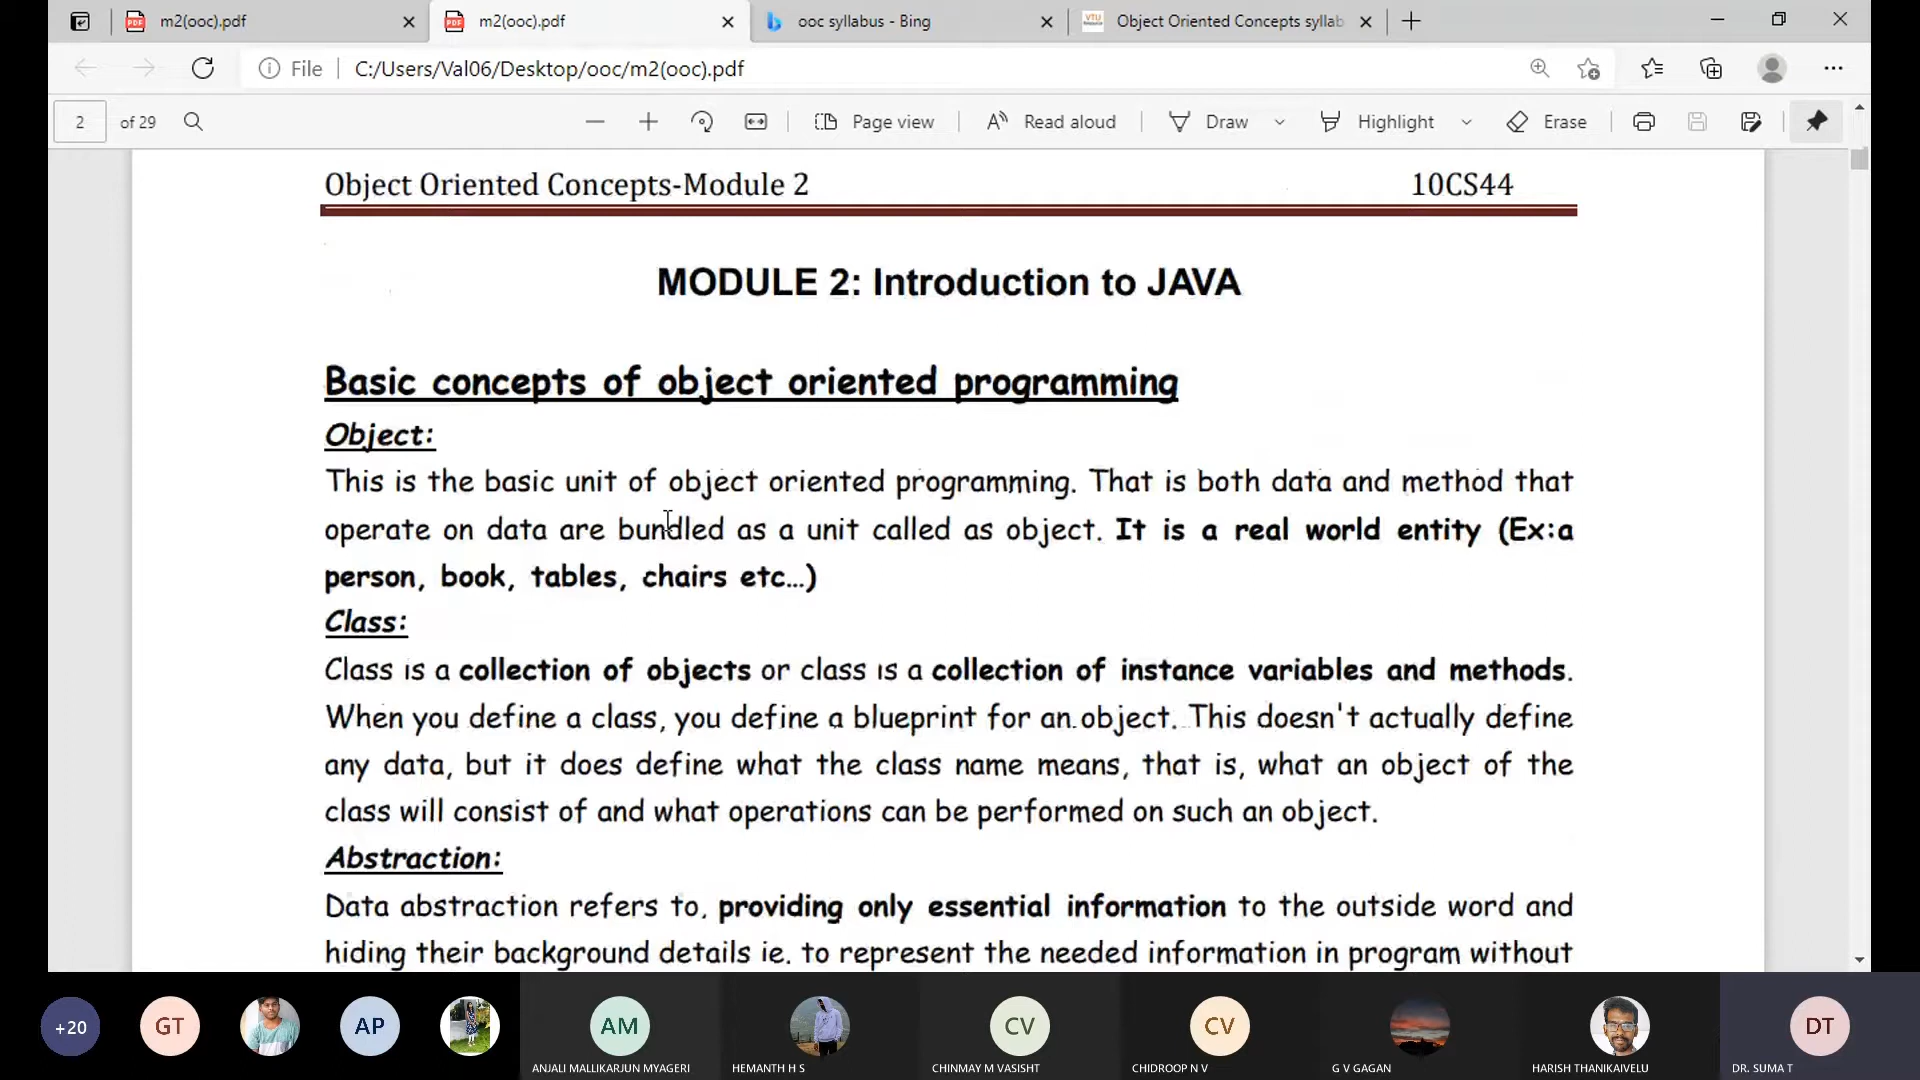 m2(ooc).pdf
m2(ooc).pdf
ooc syllabus - Bing
Object Oriented Concepts syllab
File
C:/Users/Val06/Desktop/ooc/m2(ooc).pdf
2 of 29
Page view
Read aloud
Draw
Highlight
Erase
Object Oriented Concepts-Module 2 10CS44
MODULE 2: Introduction to JAVA
Basic concepts of object oriented programming
Object:
This is the basic unit of object oriented programming. That is both data and method that
operate on data are bundled as a unit called as object. It is a real world entity (Ex:a
person, book, tables, chairs etc...)
Class:
Class is a collection of objects or class is a collection of instance variables and methods.
When you define a class, you define a blueprint for an object. This doesn't actually define
any data, but it does define what the class name means, that is, what an object of the
class will consist of and what operations can be performed on such an object.
Abstraction:
Data abstraction refers to, providing only essential information to the outside word and
hiding their background details ie. to represent the needed information in program without
+20
GT
AP
AM
CV
CV
DT
ANJALI MALLIKARJUN MYAGERI
HEMANTH H S
CHINMAY M VASISHT
CHIDROOP N V
G V GAGAN
HARISH THANIKAIVELU
DR. SUMA T